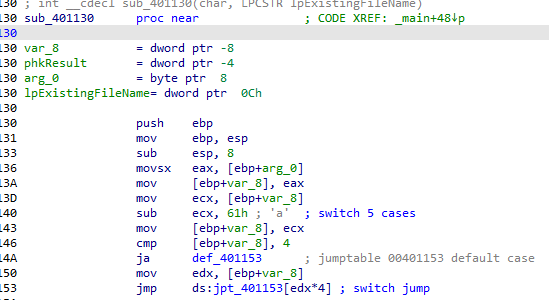 130 ; int __cdecl sub_401130(char, LPCSTR lpExistingFileName)
130 sub_401130 proc near ; CODE XREF: _main+48↓p
130
130 var_8 = dword ptr -8
130 phkResult = dword ptr -4
130 arg_0 = byte ptr 8
130 lpExistingFileName= dword ptr 0Ch
130
130 push ebp
131 mov ebp, esp
133 sub esp, 8
136 movsx eax, [ebp+arg_0]
13A mov [ebp+var_8], eax
13D mov ecx, [ebp+var_8]
140 sub ecx, 61h ; 'a' ; switch 5 cases
143 mov [ebp+var_8], ecx
146 cmp [ebp+var_8], 4
14A ja def_401153 ; jumptable 00401153 default case
150 mov edx, [ebp+var_8]
153 jmp ds:jpt_401153[edx*4] ; switch jump